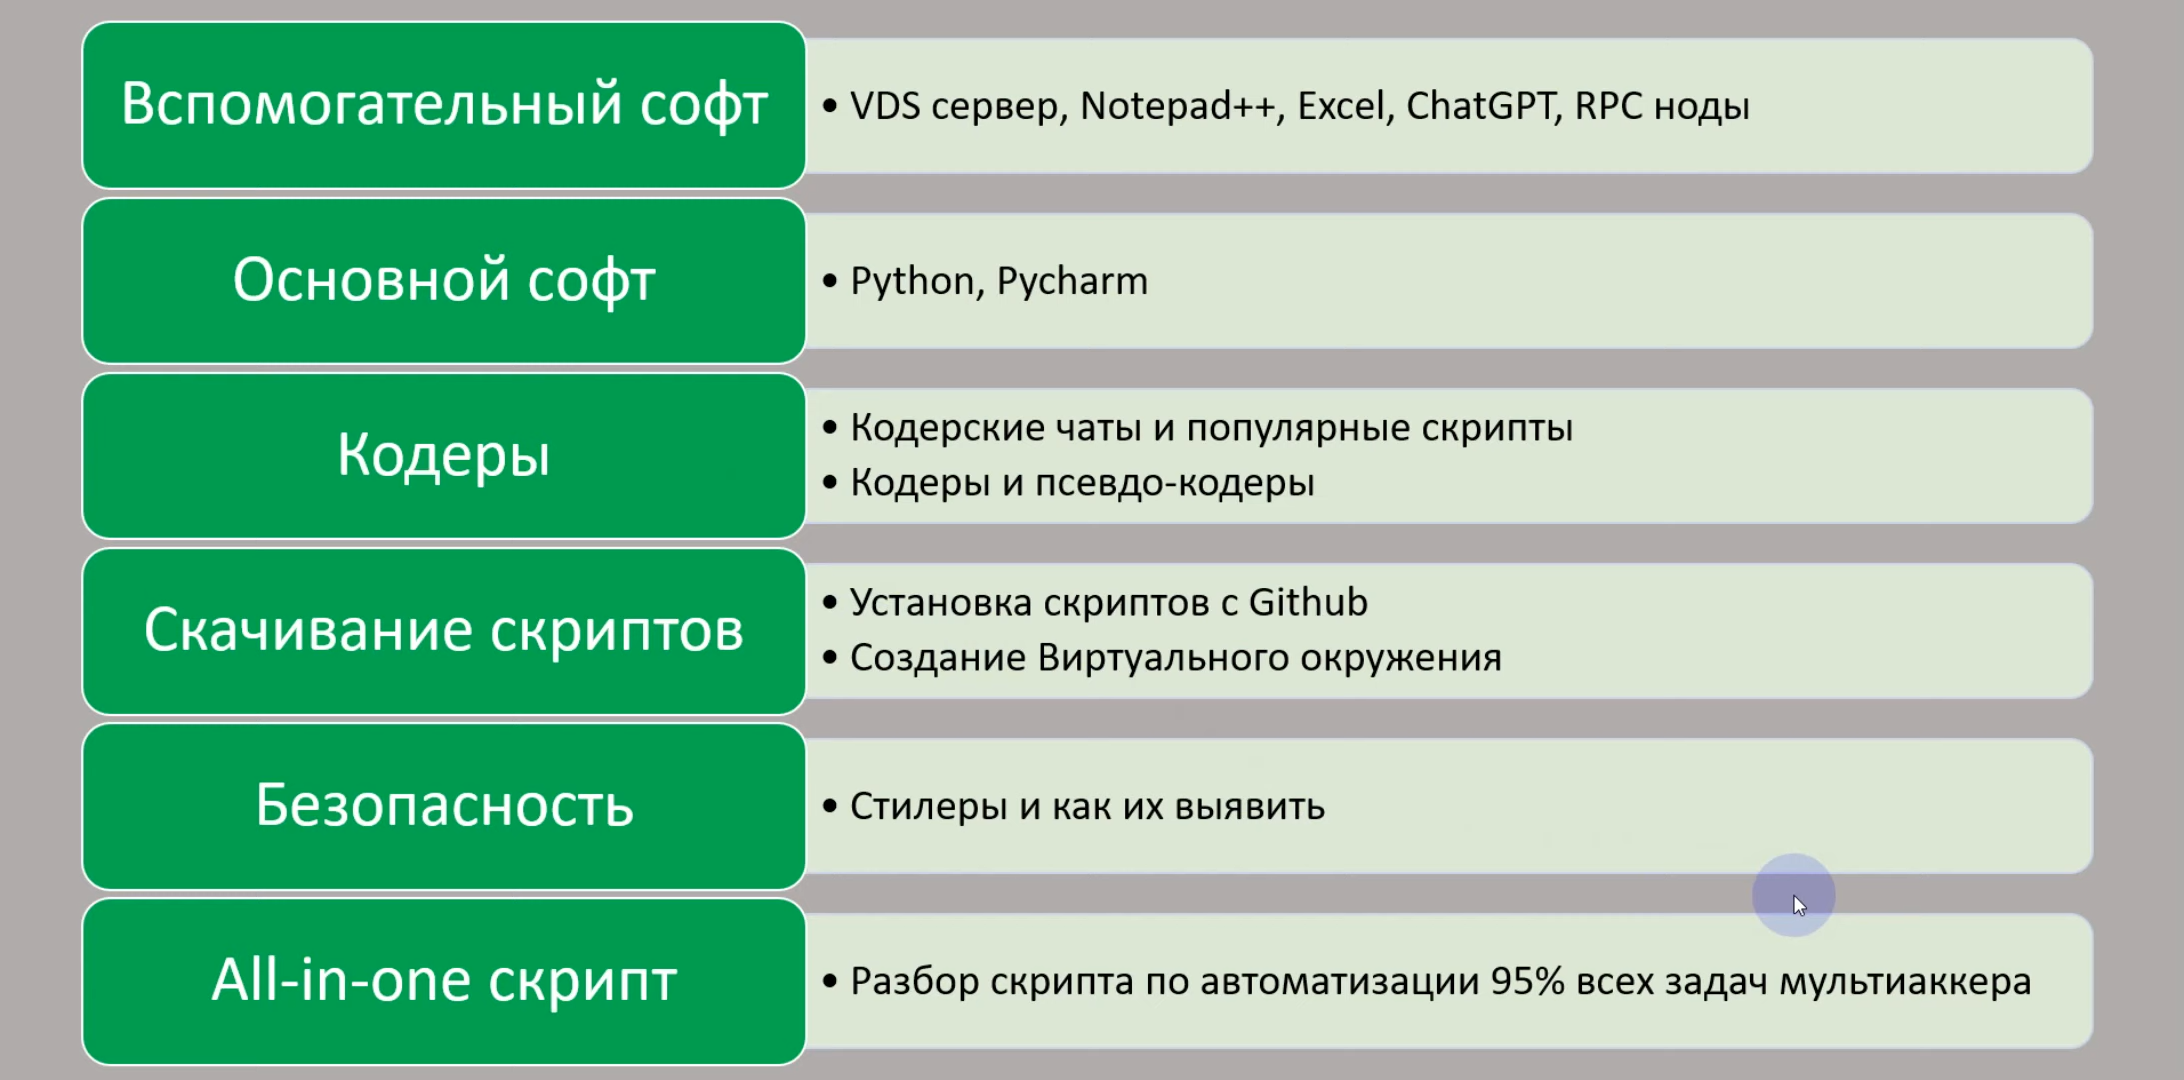 Вспомогательный софт
• VDS сервер, Notepad++, Excel, ChatGPT, RPC ноды
Основной софт
• Python, Pycharm
Кодеры
• Кодерские чаты и популярные скрипты
• Кодеры и псевдо-кодеры
Скачивание скриптов
• Установка скриптов с Github
• Создание Виртуального окружения
Безопасность
• Стилеры и как их выявить
All-in-one скрипт
• Разбор скрипта по автоматизации 95% всех задач мультиаккера